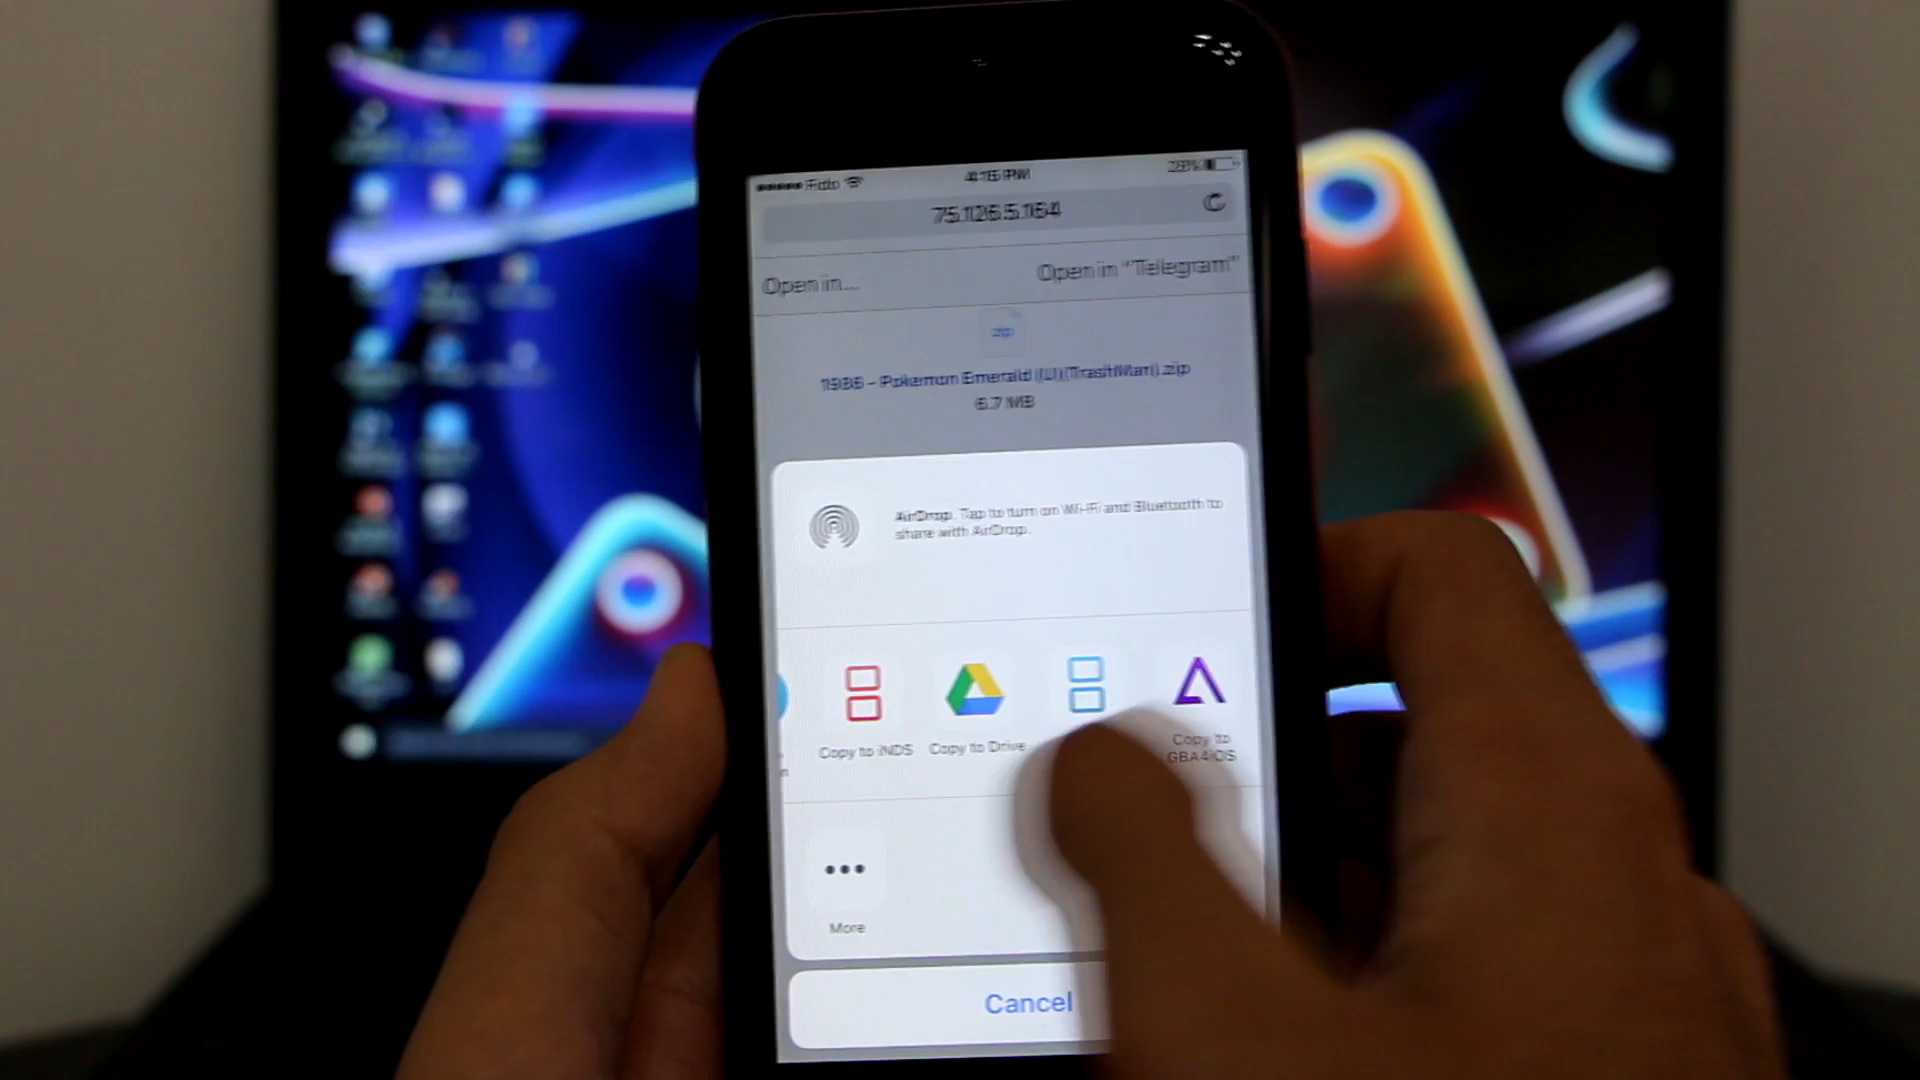 Fido 4:16 PM 28%
75.126.5.164
Open in... Open in “Telegram”
zip
1986 - Pokemon Emerald (U)(TrashMan).zip
6.7 MB
AirDrop. Tap to turn on Wi-Fi and Bluetooth to
share with AirDrop.
Copy to iNDS
Copy to Drive
Copy to
GBA4iOS
More
Cancel